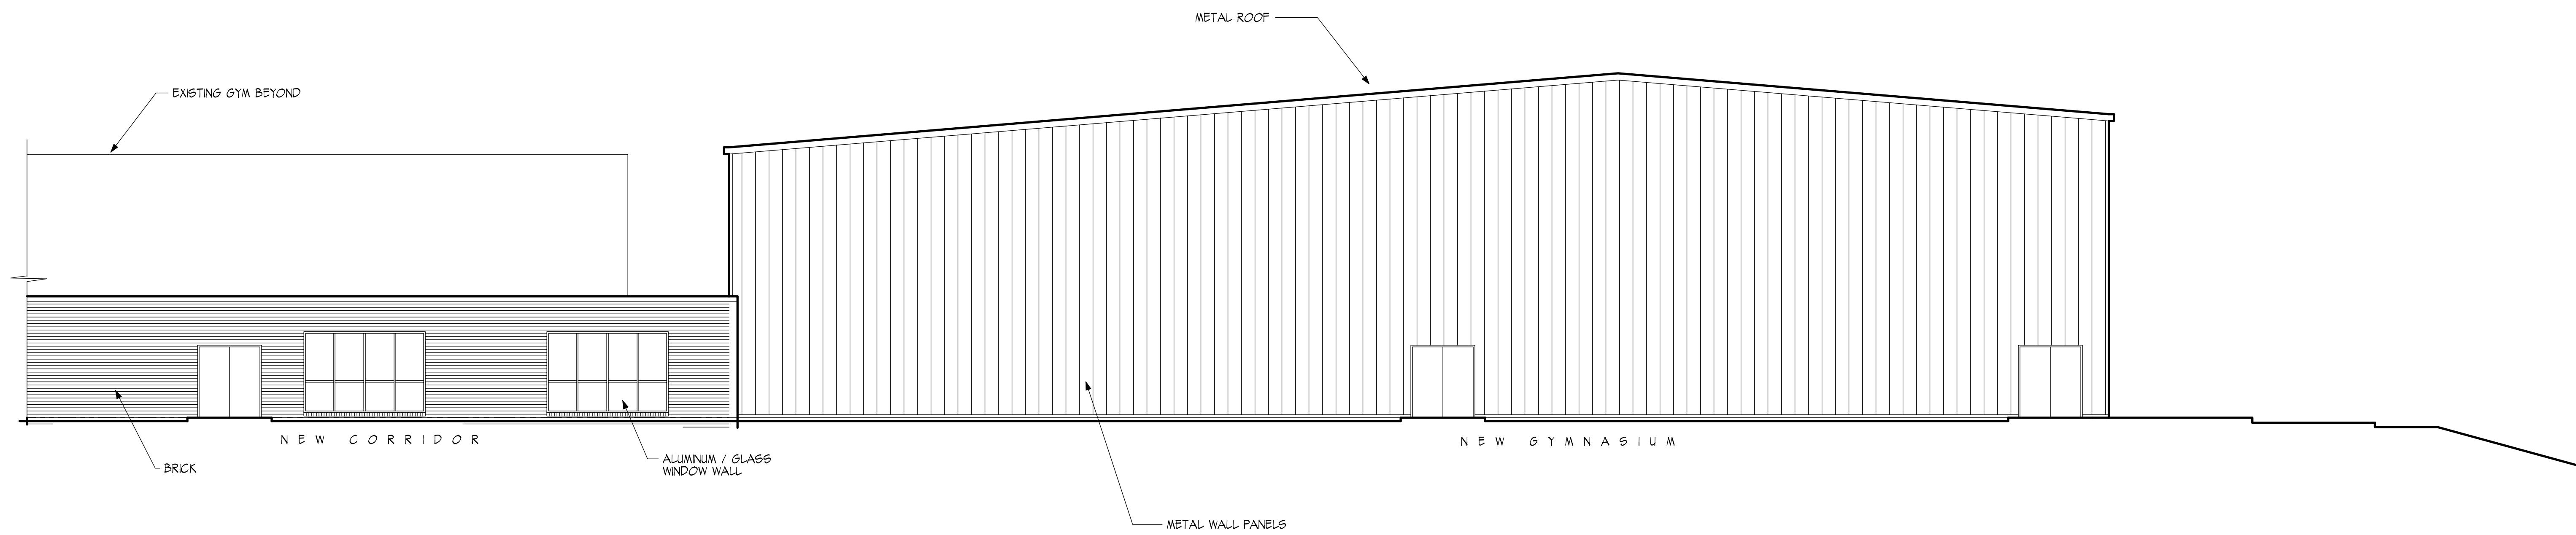 METAL ROOF
EXISTING GYM BEYOND
NEW CORRIDOR
NEW GYMNASIUM
ALUMINUM / GLASS
WINDOW WALL
BRICK
METAL WALL PANELS